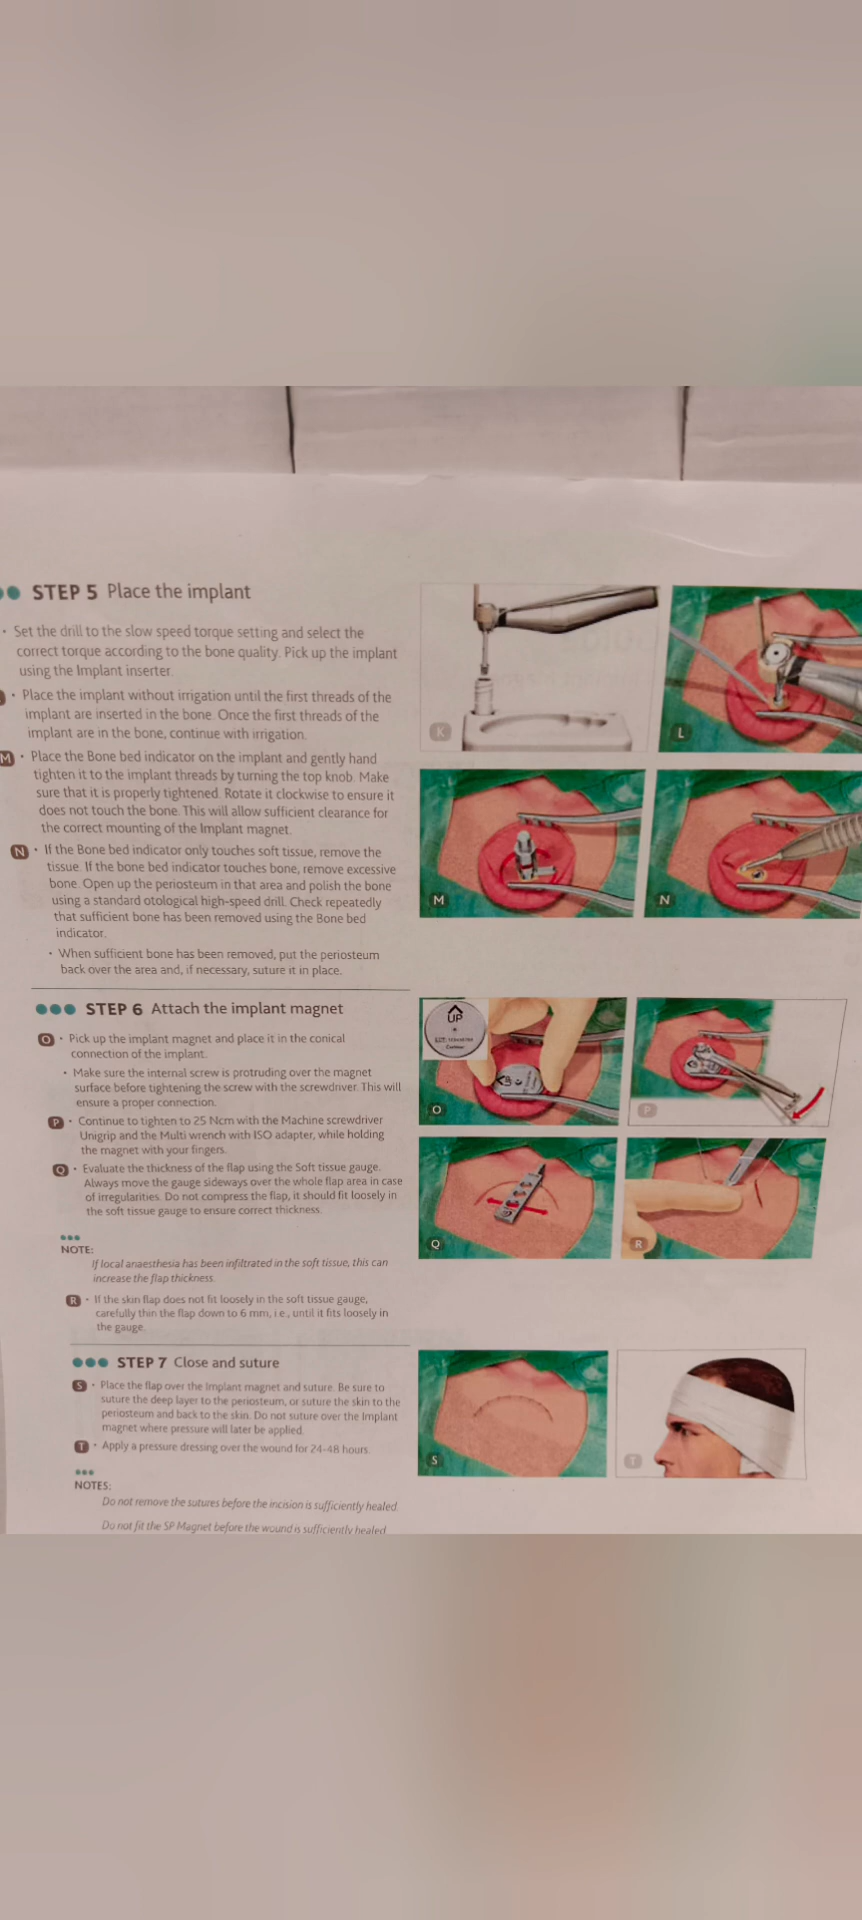 STEP 5 Place the implant
• Set the drill to the slow speed torque setting and select the
correct torque according to the bone quality. Pick up the implant
using the Implant inserter.
• Place the implant without irrigation until the first threads of the
implant are inserted in the bone. Once the first threads of the
implant are in the bone, continue with irrigation.
M • Place the Bone bed indicator on the implant and gently hand
tighten it to the implant threads by turning the top knob. Make
sure that it is properly tightened. Rotate it clockwise to ensure it
does not touch the bone. This will allow sufficient clearance for
the correct mounting of the Implant magnet.
N • If the Bone bed indicator only touches soft tissue, remove the
tissue. If the bone bed indicator touches bone, remove excessive
bone. Open up the periosteum in that area and polish the bone
using a standard otological high-speed drill. Check repeatedly
that sufficient bone has been removed using the Bone bed
indicator.
• When sufficient bone has been removed, put the periosteum
back over the area and, if necessary, suture it in place.
K
L
M
N
STEP 6 Attach the implant magnet
O • Pick up the implant magnet and place it in the conical
connection of the implant.
• Make sure the internal screw is protruding over the magnet
surface before tightening the screw with the screwdriver. This will
ensure a proper connection.
P • Continue to tighten to 25 Ncm with the Machine screwdriver
Unigrip and the Multi wrench with ISO adapter, while holding
the magnet with your fingers.
Q • Evaluate the thickness of the flap using the Soft tissue gauge.
Always move the gauge sideways over the whole flap area in case
of irregularities. Do not compress the flap, it should fit loosely in
the soft tissue gauge to ensure correct thickness.
NOTE:
If local anaesthesia has been infiltrated in the soft tissue, this can
increase the flap thickness.
R • If the skin flap does not fit loosely in the soft tissue gauge,
carefully thin the flap down to 6 mm, i.e., until it fits loosely in
the gauge.
UP
O
P
Q
R
STEP 7 Close and suture
S • Place the flap over the Implant magnet and suture. Be sure to
suture the deep layer to the periosteum, or suture the skin to the
periosteum and back to the skin. Do not suture over the Implant
magnet where pressure will later be applied.
T • Apply a pressure dressing over the wound for 24-48 hours.
NOTES:
Do not remove the sutures before the incision is sufficiently healed.
Do not fit the SP Magnet before the wound is sufficiently healed
S
T